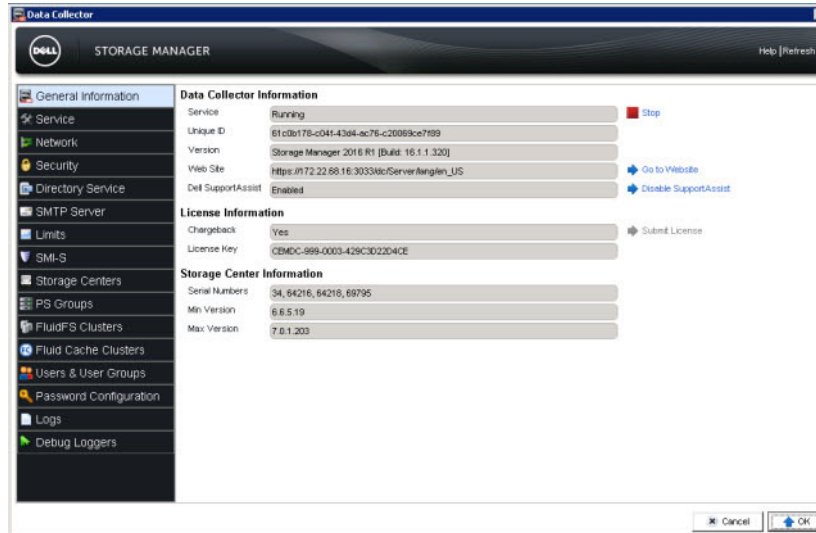 Data Collector
DELL
STORAGE MANAGER
Help | Refresh
General Information
Service
Network
Security
Directory Service
SMTP Server
Limits
SMI-S
Storage Centers
PS Groups
FluidFS Clusters
Fluid Cache Clusters
Users & User Groups
Password Configuration
Logs
Debug Loggers
Data Collector Information
Service Running Stop
Unique ID 61c0b178-c04f-43d4-ac76-c20069ce7f89
Version Storage Manager 2016 R1 [Build: 16.1.1.320]
Web Site https://172.22.68.16:3033/dc/Server/lang/en_US Go to Website
Dell SupportAssist Enabled Disable SupportAssist
License Information
Chargeback Yes Submit License
License Key CEMDC-999-0003-429C3D22D4CE
Storage Center Information
Serial Numbers 34, 64216, 64218, 69795
Min Version 6.6.5.19
Max Version 7.0.1.203
Cancel OK